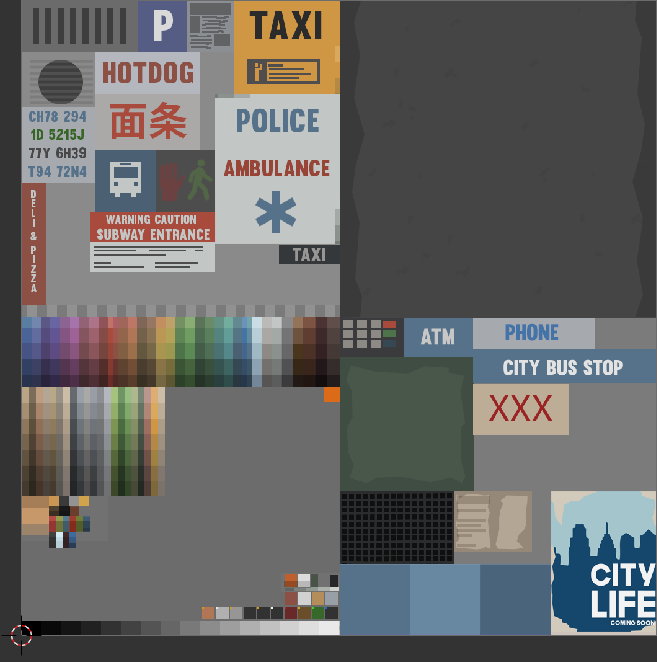 P
TAXI
HOTDOG
面条
CH78 294
1D 5215J
77Y 6H39
T94 72N4
POLICE
AMBULANCE
DELI & PIZZA
WARNING CAUTION
SUBWAY ENTRANCE
TAXI
ATM
PHONE
CITY BUS STOP
XXX
CITY
LIFE
COMING SOON